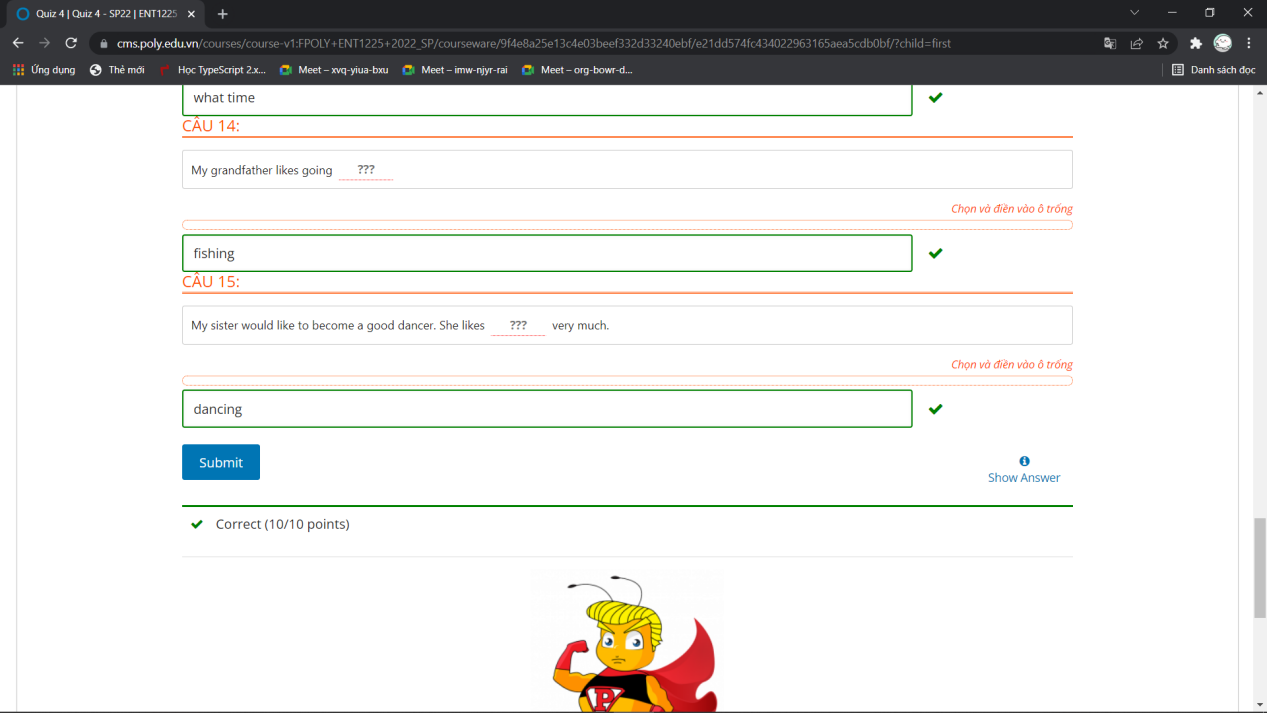 Quiz 4 | Quiz 4 - SP22 | ENT1225
cms.poly.edu.vn/courses/course-v1:FPOLY+ENT1225+2022_SP/courseware/9f4e8a25e13c4e03beef332d33240ebf/e21dd574fc434022963165aea5cdb0bf/?child=first
Ứng dụng Thẻ mới Học TypeScript 2.x... Meet – xvq-yiua-bxu Meet – imw-njyr-rai Meet – org-bowr-d... Danh sách đọc
what time
CÂU 14:
My grandfather likes going ???
Chọn và điền vào ô trống
fishing
CÂU 15:
My sister would like to become a good dancer. She likes ??? very much.
Chọn và điền vào ô trống
dancing
Submit
Show Answer
Correct (10/10 points)
P